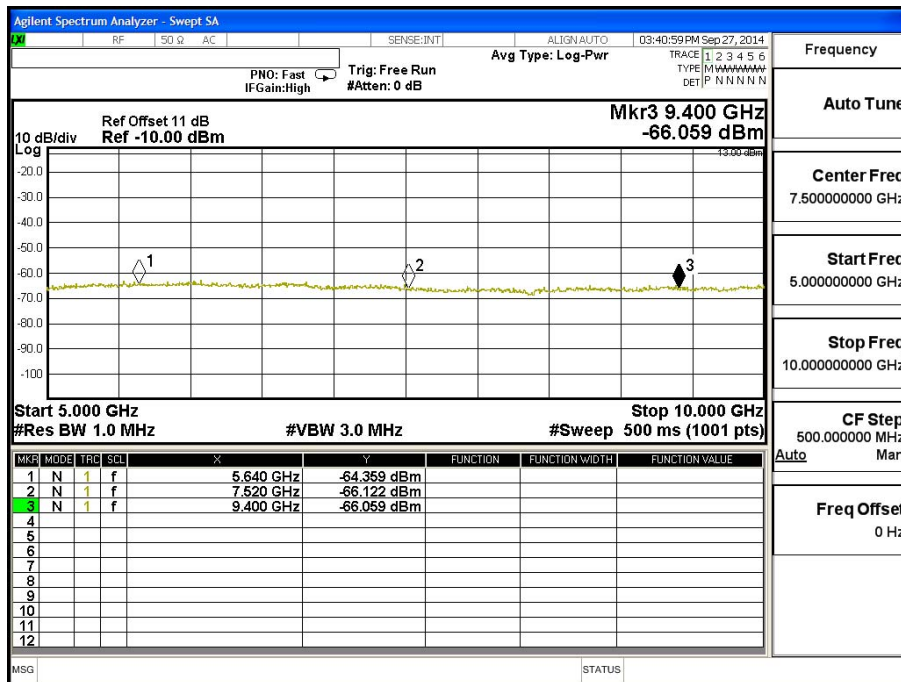 Agilent Spectrum Analyzer - Swept SA
LXI RF 50 Ω AC SENSE:INT ALIGN AUTO 03:40:59 PM Sep 27, 2014
Avg Type: Log-Pwr TRACE 1 2 3 4 5 6
PNO: Fast Trig: Free Run TYPE M WWWWW
IFGain:High #Atten: 0 dB DET P N N N N N
Mkr3 9.400 GHz
-66.059 dBm
Ref Offset 11 dB
10 dB/div Ref -10.00 dBm
Log
-13.00 dBm
-20.0
-30.0
-40.0
-50.0
-60.0
-70.0
-80.0
-90.0
-100
1
2
3
Start 5.000 GHz Stop 10.000 GHz
#Res BW 1.0 MHz #VBW 3.0 MHz #Sweep 500 ms (1001 pts)
MKR MODE TRC SCL X Y FUNCTION FUNCTION WIDTH FUNCTION VALUE
1 N 1 f 5.640 GHz -64.359 dBm
2 N 1 f 7.520 GHz -66.122 dBm
3 N 1 f 9.400 GHz -66.059 dBm
4
5
6
7
8
9
10
11
12
MSG STATUS
Frequency
Auto Tune
Center Freq
7.500000000 GHz
Start Freq
5.000000000 GHz
Stop Freq
10.000000000 GHz
CF Step
500.000000 MHz
Auto Man
Freq Offset
0 Hz